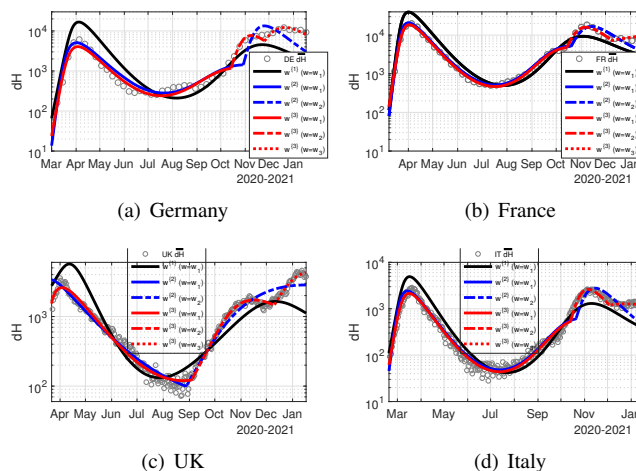 10^4
10^3
10^2
10^1
dH
DE dH
w^(1) (w=w_1)
w^(2) (w=w_1)
w^(2) (w=w_2)
w^(3) (w=w_1)
w^(3) (w=w_2)
w^(3) (w=w_3)
Mar Apr May Jun Jul Aug Sep Oct Nov Dec Jan
2020-2021
(a) Germany
10^4
10^3
10^2
10^1
dH
FR dH
w^(1) (w=w_1)
w^(2) (w=w_1)
w^(2) (w=w_2)
w^(3) (w=w_1)
w^(3) (w=w_2)
w^(3) (w=w_3)
Apr Jul Oct Jan
2020-2021
(b) France
10^3
10^2
dH
UK dH
w^(1) (w=w_1)
w^(2) (w=w_1)
w^(2) (w=w_2)
w^(3) (w=w_1)
w^(3) (w=w_2)
w^(3) (w=w_3)
Apr May Jun Jul Aug Sep Oct Nov Dec Jan
2020-2021
(c) UK
10^4
10^3
10^2
10^1
dH
IT dH
w^(1) (w=w_1)
w^(2) (w=w_1)
w^(2) (w=w_2)
w^(3) (w=w_1)
w^(3) (w=w_2)
w^(3) (w=w_3)
Mar May Jul Sep Nov Jan
2020-2021
(d) Italy